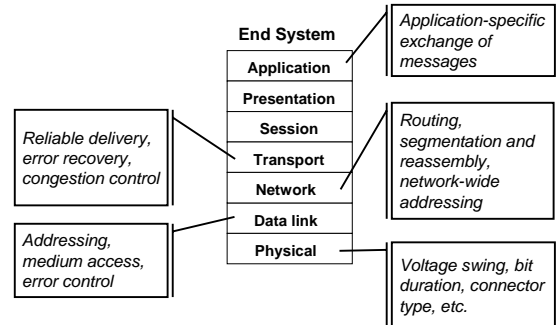 Application-specific
exchange of
messages
End System
Application
Presentation
Session
Transport
Network
Data link
Physical
Reliable delivery,
error recovery,
congestion control
Routing,
segmentation and
reassembly,
network-wide
addressing
Addressing,
medium access,
error control
Voltage swing, bit
duration, connector
type, etc.